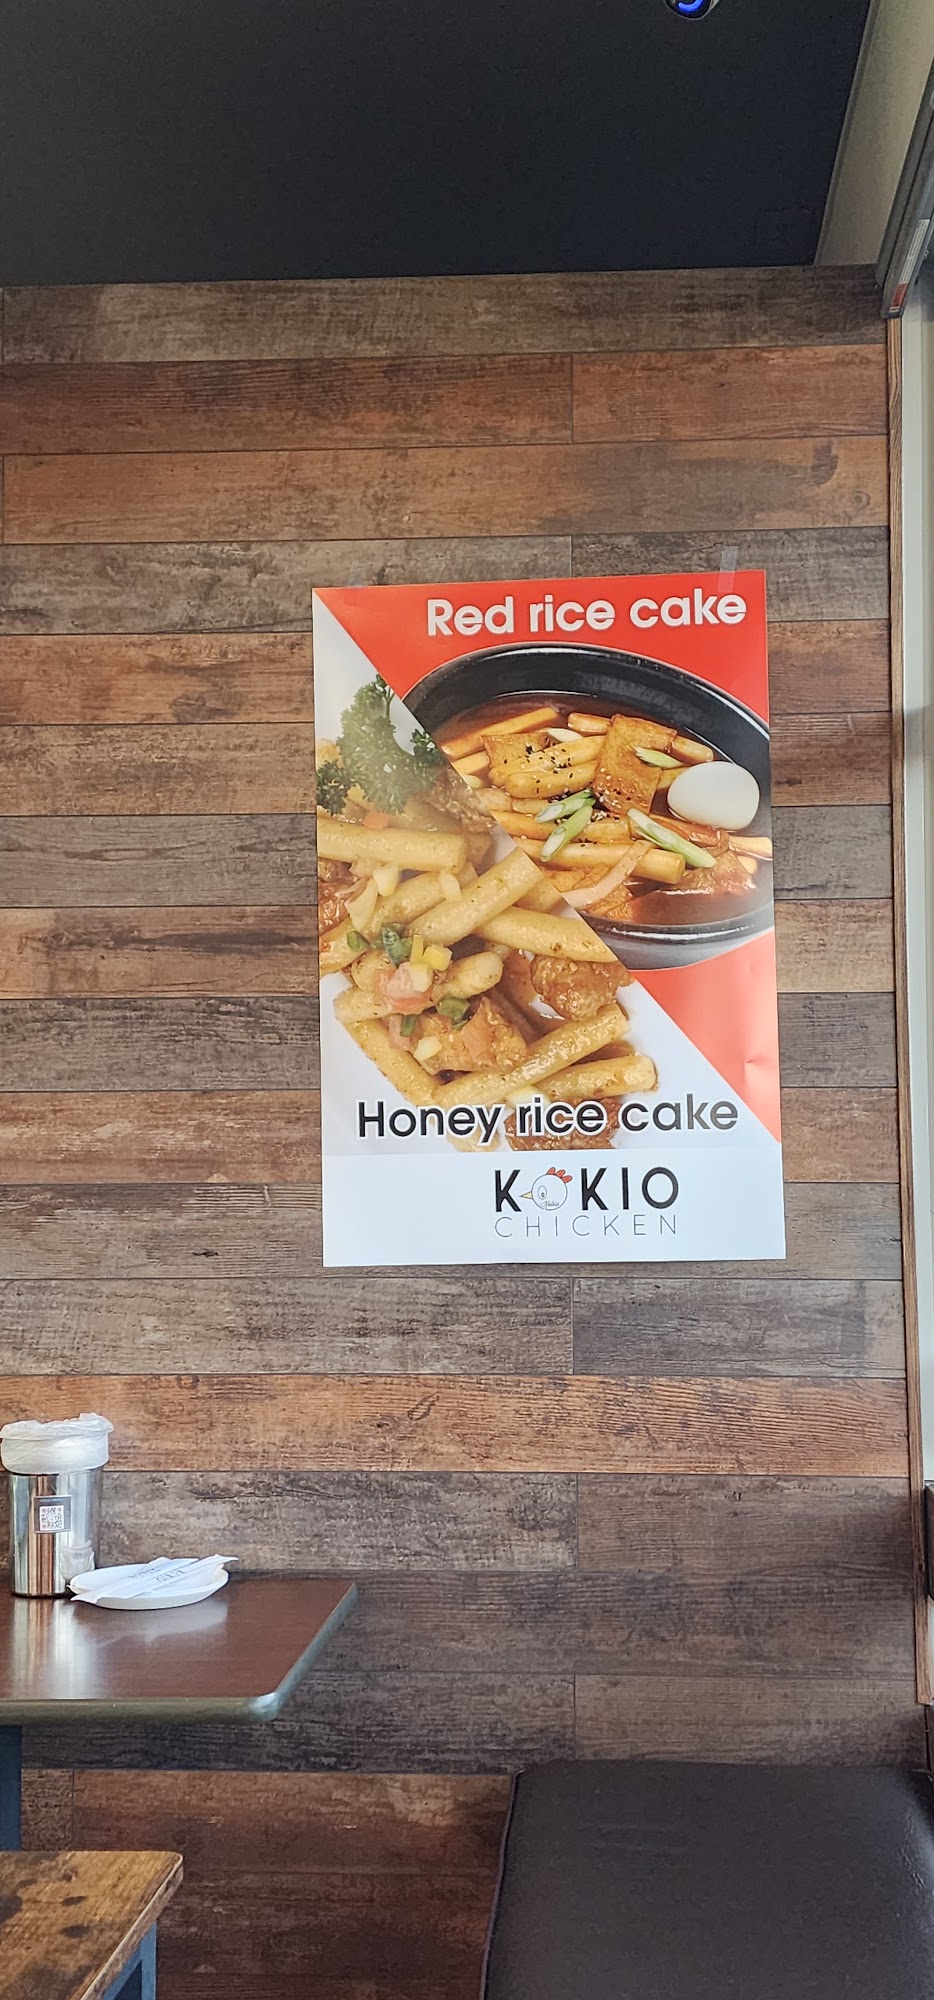 Red rice cake
Honey rice cake
KOKIO
CHICKEN